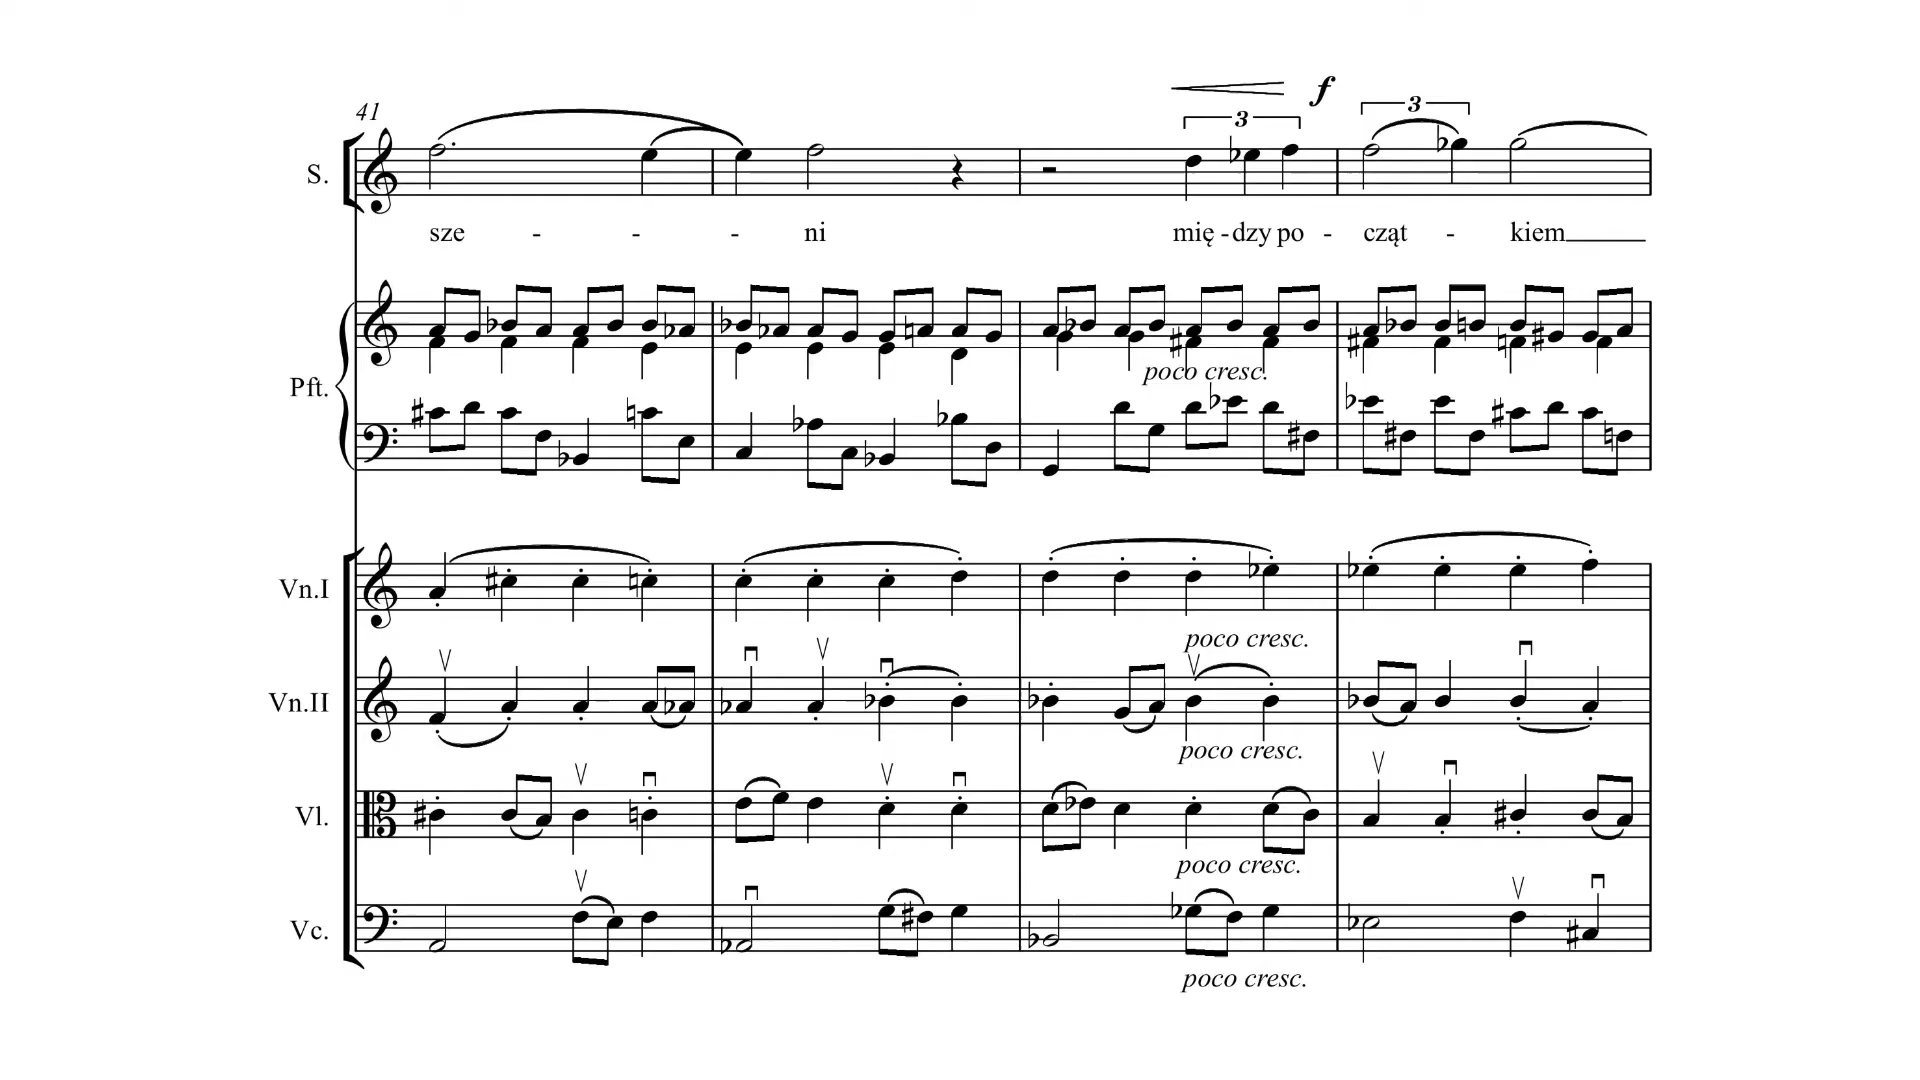 41
3
f
3
S.
sze - - - ni mię - dzy po - cząt - kiem
Pft.
poco cresc.
Vn.I
poco cresc.
Vn.II
poco cresc.
Vl.
poco cresc.
Vc.
poco cresc.